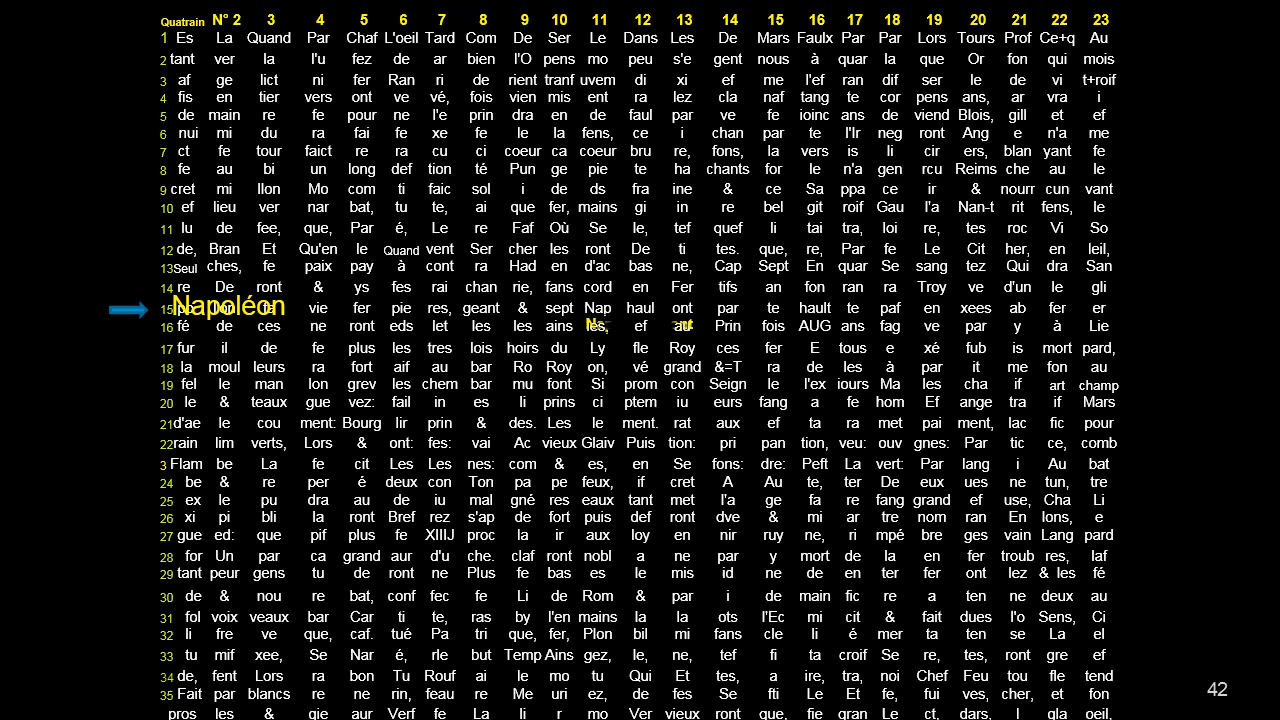 Quatrain N° 2 3 4 5 6 7 8 9 10 11 12 13 14 15 16 17 18 19 20 21 22 23
1 Es La Quand Par Chaf L'oeil Tard Com De Ser Le Dans Les De Mars Faulx Par Par Lors Tours Prof Ce+q Au
2 tant ver la l'u fez de ar bien l'O pens mo peu s'e gent nous à quar la que Or fon qui mois
3 af ge lict ni fer Ran ri de rient tranf uvem di xi ef me l'ef ran dif ser le de vi t+roif
4 fis en tier vers ont ve vé, fois vien mis ent ra lez cla naf tang te cor pens ans, ar vra i
5 de main re fe pour ne l'e prin dra en de faul par ve fe ioinc ans de viend Blois, gill et ef
6 nui mi du ra fai fe xe fe le la fens, ce i chan par te l'Ir neg ront Ang e n'a me
7 ct fe tour faict re ra cu ci coeur ca coeur bru re, fons, la vers is li cir ers, blan yant fe
8 fe au bi un long def tion té Pun ge pie te ha chants for le n'a gen rcu Reims che au le
9 cret mi llon Mo com ti faic sol i de ds fra ine & ce Sa ppa ce ir & nourr cun vant
10 ef lieu ver nar bat, tu te, ai que fer, mains gi in re bel git roif Gau l'a Nan-t rit fens, le
11 lu de fee, que, Par é, Le re Faf Où Se le, tef quef li tai tra, loi re, tes roc Vi So
12 de, Bran Et Qu'en le Quand vent Ser cher les ront De ti tes. que, re, Par fe Le Cit her, en leil,
13 Seul ches, fe paix pay à cont ra Had en d'ac bas ne, Cap Sept En quar Se sang tez Qui dra San
14 re De ront & ys fes rai chan rie, fans cord en Fer tifs an fon ran ra Troy ve d'un le gli
Napoléon
15 vie fer pie res, geant & sept Nap haul ont par te hault te paf en xees ab fer er
16 fé de ces ne ront eds let les les ains les, ef au Prin fois AUG ans fag ve par y à Lie
17 fur il de fe plus les tres lois hoirs du Ly fle Roy ces fer E tous e xé fub is mort pard,
18 la moul leurs ra fort aif au bar Ro Roy on, vé grand &=T ra de les à par it me fon au
19 fel le man lon grev les chem bar mu font Si prom con Seign le l'ex iours Ma les cha if art champ
20 le & teaux gue vez: fail in es li prins ci ptem iu eurs fang a fe hom Ef ange tra if Mars
21 d'ae le cou ment: Bourg lir prin & des. Les le ment. rat aux ef ta ra met pai ment, lac fic pour
22 rain lim verts, Lors & ont: fes: vai Ac vieux Glaiv Puis tion: pri pan tion, veu: ouv gnes: Par tic ce, comb
3 Flam be La fe cit Les Les nes: com & es, en Se fons: dre: Peft La vert: Par lang i Au bat
24 be & re per é deux con Ton pa pe feux, if cret A Au te, ter De eux ues ne tun, tre
25 ex le pu dra au de iu mal gné res eaux tant met l'a ge fa re fang grand ef use, Cha Li
26 xi pi bli la ront Bref rez s'ap de fort puis def ront dve & mi ar tre nom ran En lons, e
27 gue ed: que pif plus fe XIIIJ proc la ir aux loy en nir ruy ne, ri mpé bre ges vain Lang pard
28 for Un par ca grand aur d'u che. claf ront nobl a ne par y mort de la en fer troub res, laf
29 tant peur gens tu de ront ne Plus fe bas es le mis id ne de en ter fer ont lez & les fé
30 de & nou re bat, conf fec fe Li de Rom & par i de main fic re a ten ne deux au
31 fol voix veaux bar Car ti te, ras by l'en mains la la ots l'Ec mi cit & fait dues l'o Sens, Ci
32 li fre ve que, caf. tué Pa tri que, fer, Plon bil mi fans cle li é mer ta ten se La el
33 tu mif xee, Se Nar é, rle but Temp Ains gez, le, ne, tef fi ta croif Se re, tes, ront gre ef
34 de, fent Lors ra bon Tu Rouf ai le mo tu Qui Et tes, a ire, tra, noi Chef Feu tou fle tend
35 Fait par blancs re ne rin, feau re Me uri ez, de fes Se fti Le Et fe, fui ves, cher, et fon
pros les & gie aur Verf fe La li r mo Ver vieux ront que, fie gran Le ct, dars, l gla oeil,
42